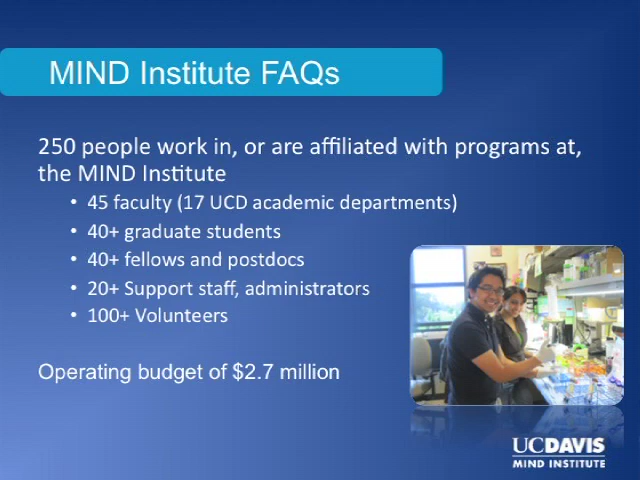 MIND Institute FAQs
250 people work in, or are affiliated with programs at,
the MIND Institute
• 45 faculty (17 UCD academic departments)
• 40+ graduate students
• 40+ fellows and postdocs
• 20+ Support staff, administrators
• 100+ Volunteers
Operating budget of $2.7 million
UCDAVIS
MIND INSTITUTE